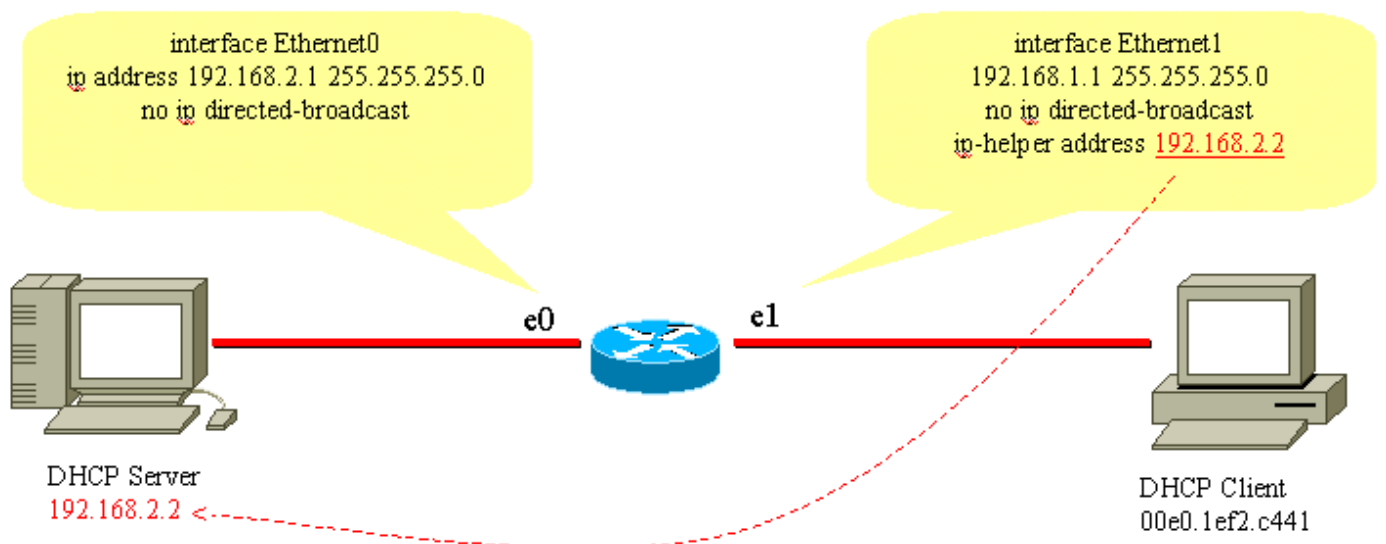 interface Ethernet0
ip address 192.168.2.1 255.255.255.0
no ip directed-broadcast
interface Ethernet1
192.168.1.1 255.255.255.0
no ip directed-broadcast
ip-helper address 192.168.2.2
e0
e1
DHCP Server
192.168.2.2
DHCP Client
00e0.1ef2.c441